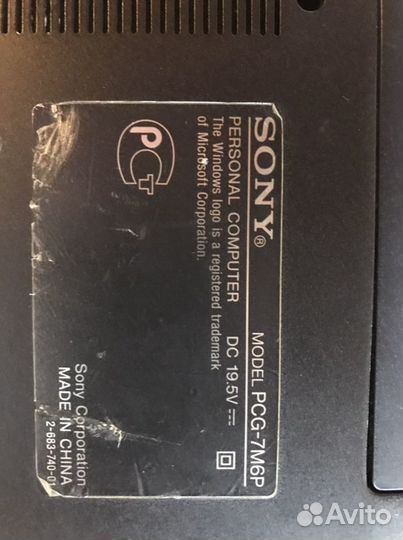 SONY® MODEL PCG-7M6P
PERSONAL COMPUTER DC 19.5V
The Windows logo is a registered trademark
of Microsoft Corporation.
РСТ
Sony Corporation
MADE IN CHINA
2-683-740-01
Avito